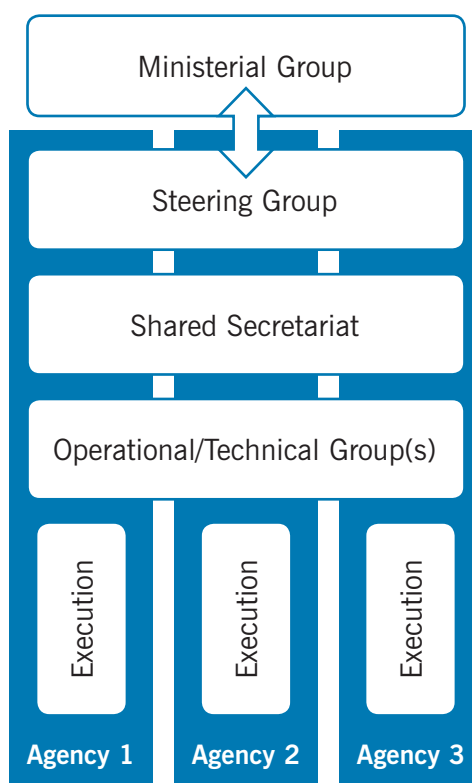 Ministerial Group
Steering Group
Shared Secretariat
Operational/Technical Group(s)
Execution
Execution
Execution
Agency 1
Agency 2
Agency 3